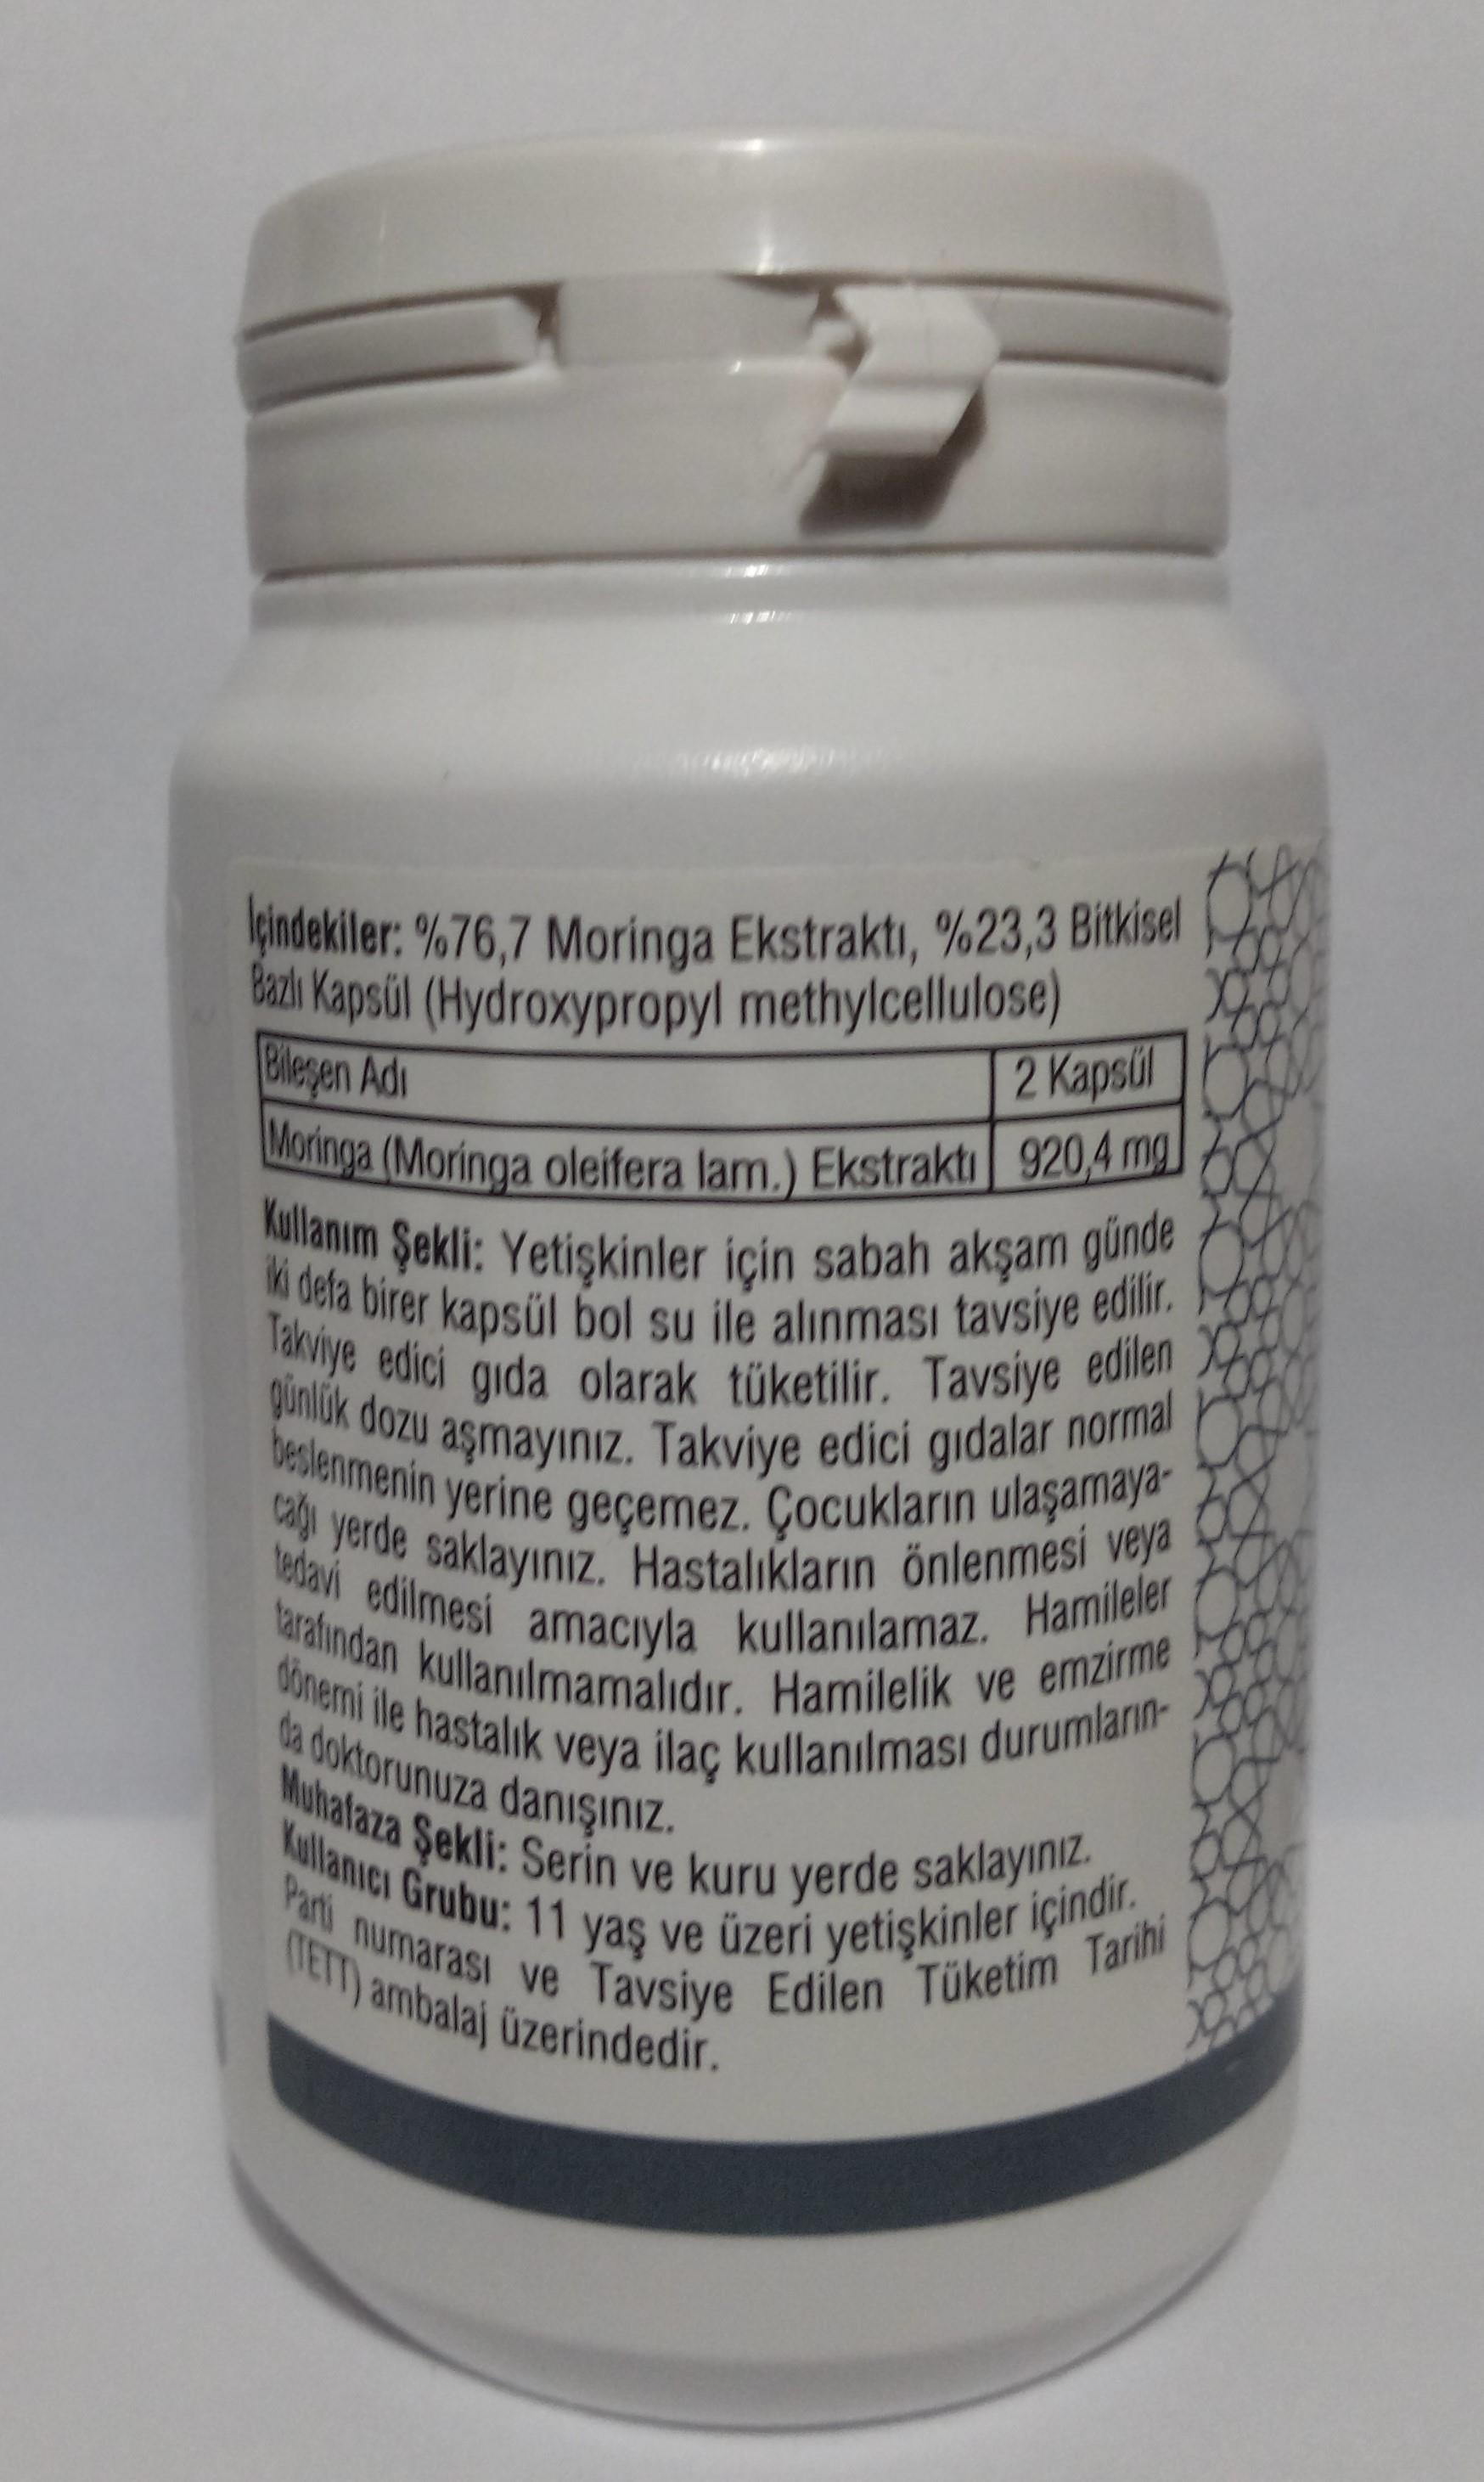 İçindekiler: %76,7 Moringa Ekstraktı, %23,3 Bitkisel
Bazlı Kapsül (Hydroxypropyl methylcellulose)
Bileşen Adı 2 Kapsül
Moringa (Moringa oleifera lam.) Ekstraktı 920,4 mg
Kullanım Şekli: Yetişkinler için sabah akşam günde
iki defa birer kapsül bol su ile alınması tavsiye edilir.
Takviye edici gıda olarak tüketilir. Tavsiye edilen
günlük dozu aşmayınız. Takviye edici gıdalar normal
beslenmenin yerine geçemez. Çocukların ulaşamaya-
cağı yerde saklayınız. Hastalıkların önlenmesi veya
tedavi edilmesi amacıyla kullanılamaz. Hamileler
tarafından kullanılmamalıdır. Hamilelik ve emzirme
dönemi ile hastalık veya ilaç kullanılması durumların-
da doktorunuza danışınız.
Muhafaza Şekli: Serin ve kuru yerde saklayınız.
Kullanıcı Grubu: 11 yaş ve üzeri yetişkinler içindir.
Parti numarası ve Tavsiye Edilen Tüketim Tarihi
(TETT) ambalaj üzerindedir.